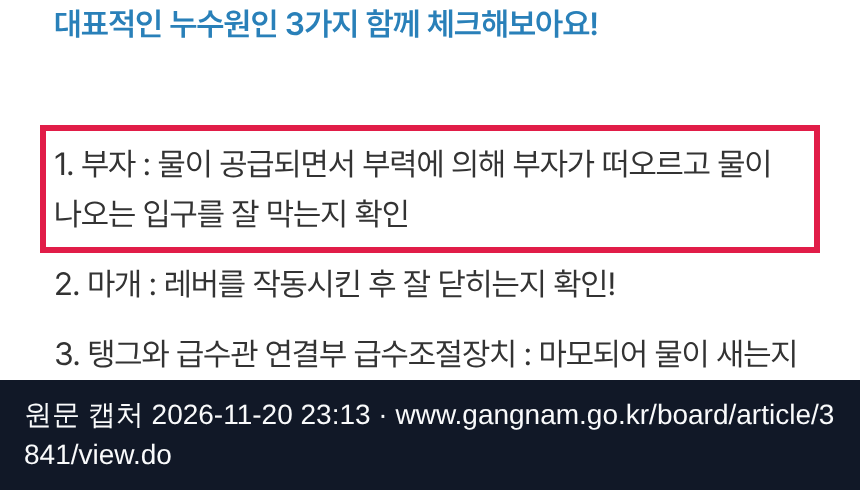 대표적인 누수원인 3가지 함께 체크해보아요!
1. 부자 : 물이 공급되면서 부력에 의해 부자가 떠오르고 물이
나오는 입구를 잘 막는지 확인
2. 마개 : 레버를 작동시킨 후 잘 닫히는지 확인!
3. 탱그와 급수관 연결부 급수조절장치 : 마모되어 물이 새는지
원문 캡처 2026-11-20 23:13 · www.gangnam.go.kr/board/article/3
841/view.do